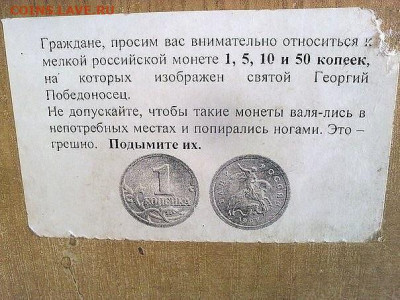 COINS.LAVE.RU
Граждане, просим вас внимательно относиться к
мелкой российской монете 1, 5, 10 и 50 копеек,
на которых изображен святой Георгий
Победоносец.
Не допускайте, чтобы такие монеты валя-лись в
непотребных местах и попирались ногами. Это –
грешно. Подымите их.
1
КОПЕЙКА